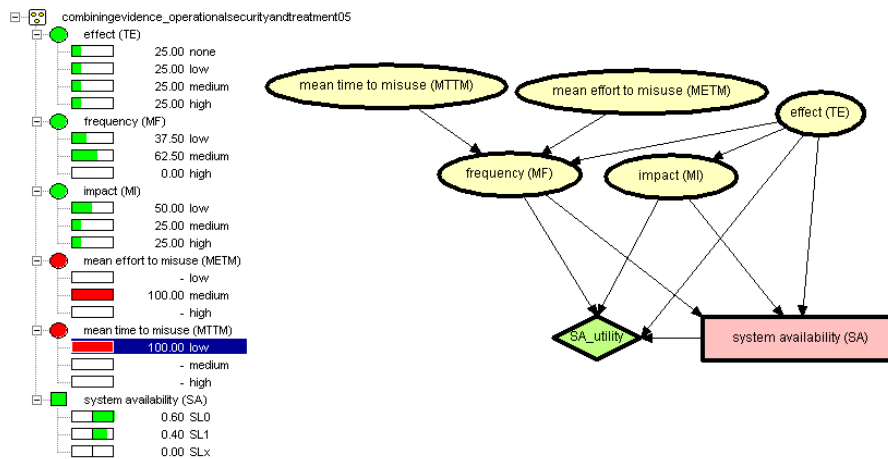 combiningevidence_operationalsecurityandtreatment05
effect (TE)
25.00 none
25.00 low
25.00 medium
25.00 high
frequency (MF)
37.50 low
62.50 medium
0.00 high
impact (MI)
50.00 low
25.00 medium
25.00 high
mean effort to misuse (METM)
- low
100.00 medium
- high
mean time to misuse (MTTM)
100.00 low
- medium
- high
system availability (SA)
0.60 SL0
0.40 SL1
0.00 SLx
mean time to misuse (MTTM)
mean effort to misuse (METM)
effect (TE)
frequency (MF)
impact (MI)
SA_utility
system availability (SA)